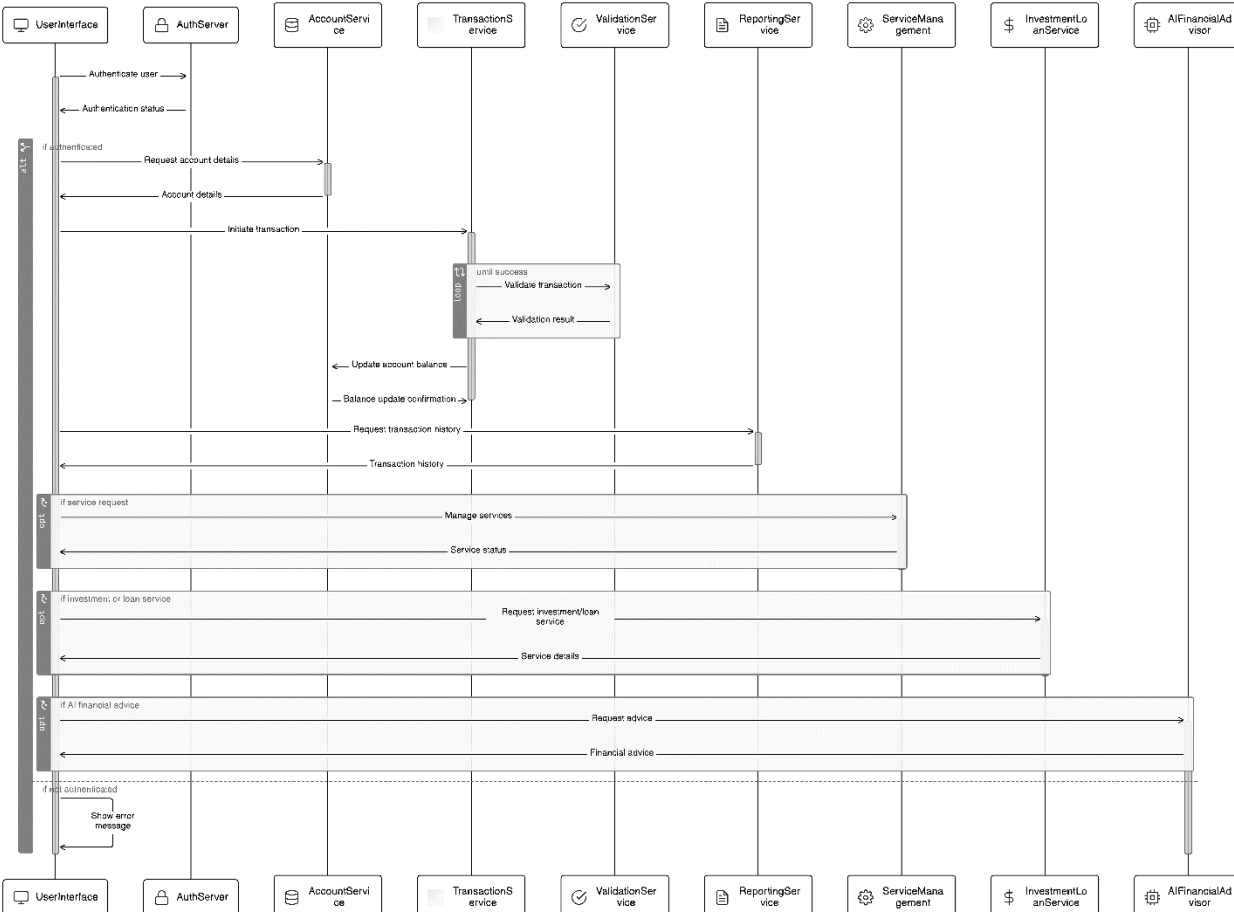 UserInterface
AuthServer
AccountServi
ce
TransactionS
ervice
ValidationSer
vice
ReportingSer
vice
ServiceMana
gement
InvestmentLo
anService
AIFinancialAd
visor
Authenticate user
Authentication status
alt
if authenticated
Request account details
Account details
Initiate transaction
loop
until success
Validate transaction
Validation result
Update account balance
Balance update confirmation
Request transaction history
Transaction history
opt
if service request
Manage services
Service status
opt
if investment or loan service
Request investment/loan
service
Service details
opt
if AI financial advice
Request advice
Financial advice
if not authenticated
Show error
message
UserInterface
AuthServer
AccountServi
ce
TransactionS
ervice
ValidationSer
vice
ReportingSer
vice
ServiceMana
gement
InvestmentLo
anService
AIFinancialAd
visor